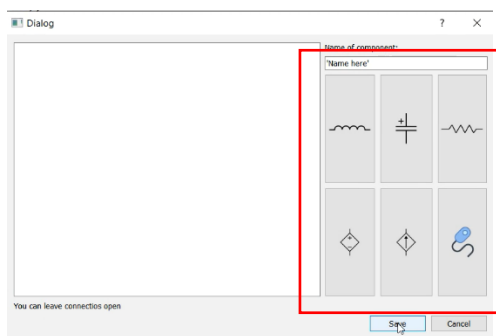 Dialog
Name of component:
'Name here'
You can leave connectios open
Save
Cancel